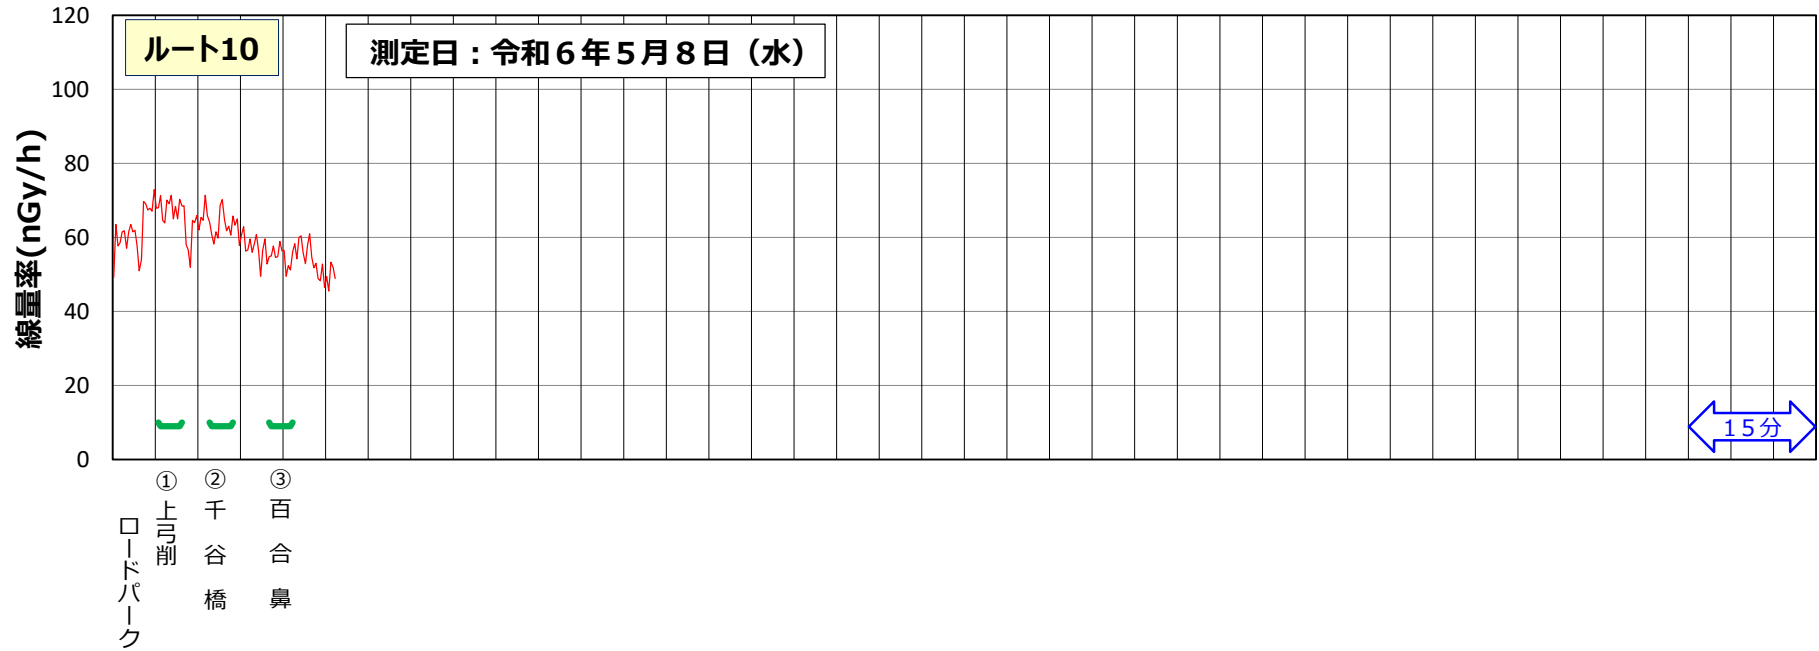 ルート10
測定日：令和６年５月８日（水）
線量率(nGy/h)
120
100
80
60
40
20
0
15分
ロードパーク
①上弓削
②千谷橋
③百合鼻